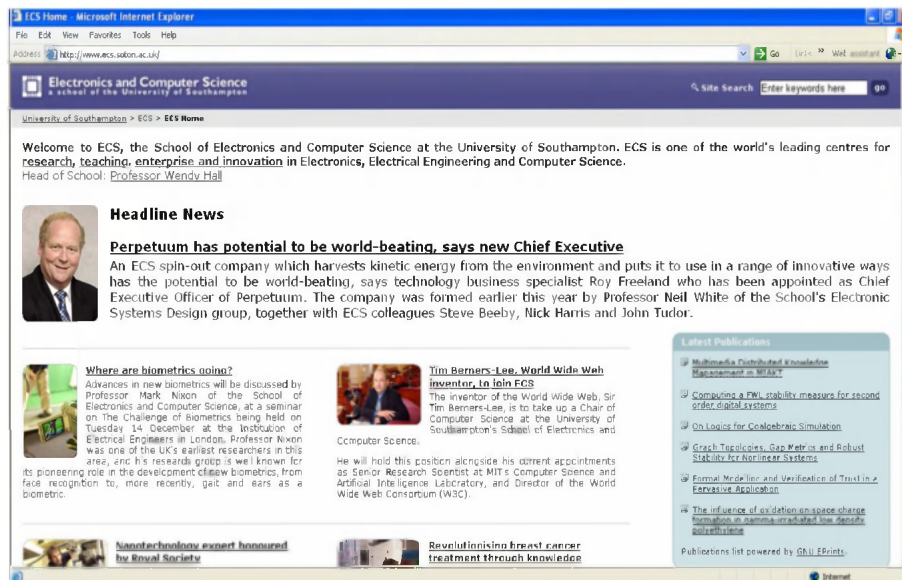 ECS Home - Microsoft Internet Explorer
File Edit View Favorites Tools Help
Address http://www.ecs.soton.ac.uk/ Go Links » Web assistant
Electronics and Computer Science
a school of the University of Southampton
Site Search Enter keywords here go
University of Southampton > ECS > ECS Home
Welcome to ECS, the School of Electronics and Computer Science at the University of Southampton. ECS is one of the world's leading centres for
research, teaching, enterprise and innovation in Electronics, Electrical Engineering and Computer Science.
Head of School: Professor Wendy Hall
Headline News
Perpetuum has potential to be world-beating, says new Chief Executive
An ECS spin-out company which harvests kinetic energy from the environment and puts it to use in a range of innovative ways
has the potential to be world-beating, says technology business specialist Roy Freeland who has been appointed as Chief
Executive Officer of Perpetuum. The company was formed earlier this year by Professor Neil White of the School's Electronic
Systems Design group, together with ECS colleagues Steve Beeby, Nick Harris and John Tudor.
Where are biometrics going?
Advances in new biometrics will be discussed by
Professor Mark Nixon of the School of
Electronics and Computer Science, at a seminar
on The Challenge of Biometrics being held on
Tuesday 14 December at the Institution of
Electrical Engineers in London. Professor Nixon
was one of the UK's earliest researchers in this
area, and his research group is well known for
its pioneering role in the development of new biometrics, from
face recognition to, more recently, gait and ears as a
biometric.
Tim Berners-Lee, World Wide Web
inventor, to join ECS
The inventor of the World Wide Web, Sir
Tim Berners-Lee, is to take up a Chair of
Computer Science at the University of
Southampton's School of Electronics and
Computer Science.
He will hold this position alongside his current appointments
as Senior Research Scientist at MIT's Computer Science and
Artificial Intelligence Laboratory, and Director of the World
Wide Web Consortium (W3C).
Latest Publications
Multimedia Distributed Knowledge
Management in MIAKT
Computing a FWL stability measure for second
order digital systems
On Logics for Coalgebraic Simulation
Graph Topologies, Gap Metrics and Robust
Stability for Nonlinear Systems
Formal Modelling and Verification of Trust in a
Pervasive Application
The influence of oxidation on space charge
formation in gamma-irradiated low density
polyethylene
Publications list powered by GNU EPrints.
Nanotechnology expert honoured
by Royal Society
Revolutionising breast cancer
treatment through knowledge
Internet